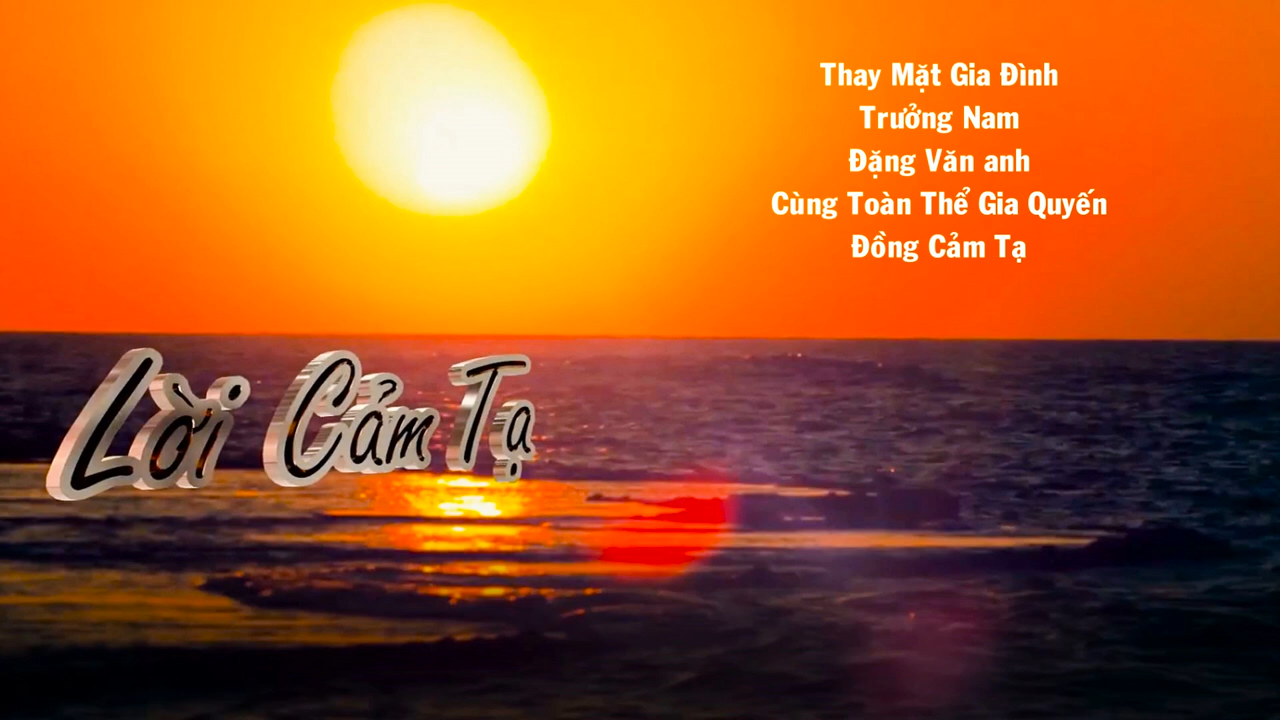 Thay Mặt Gia Đình
Trưởng Nam
Đặng Văn anh
Cùng Toàn Thể Gia Quyến
Đồng Cảm Tạ
Lời Cảm Tạ